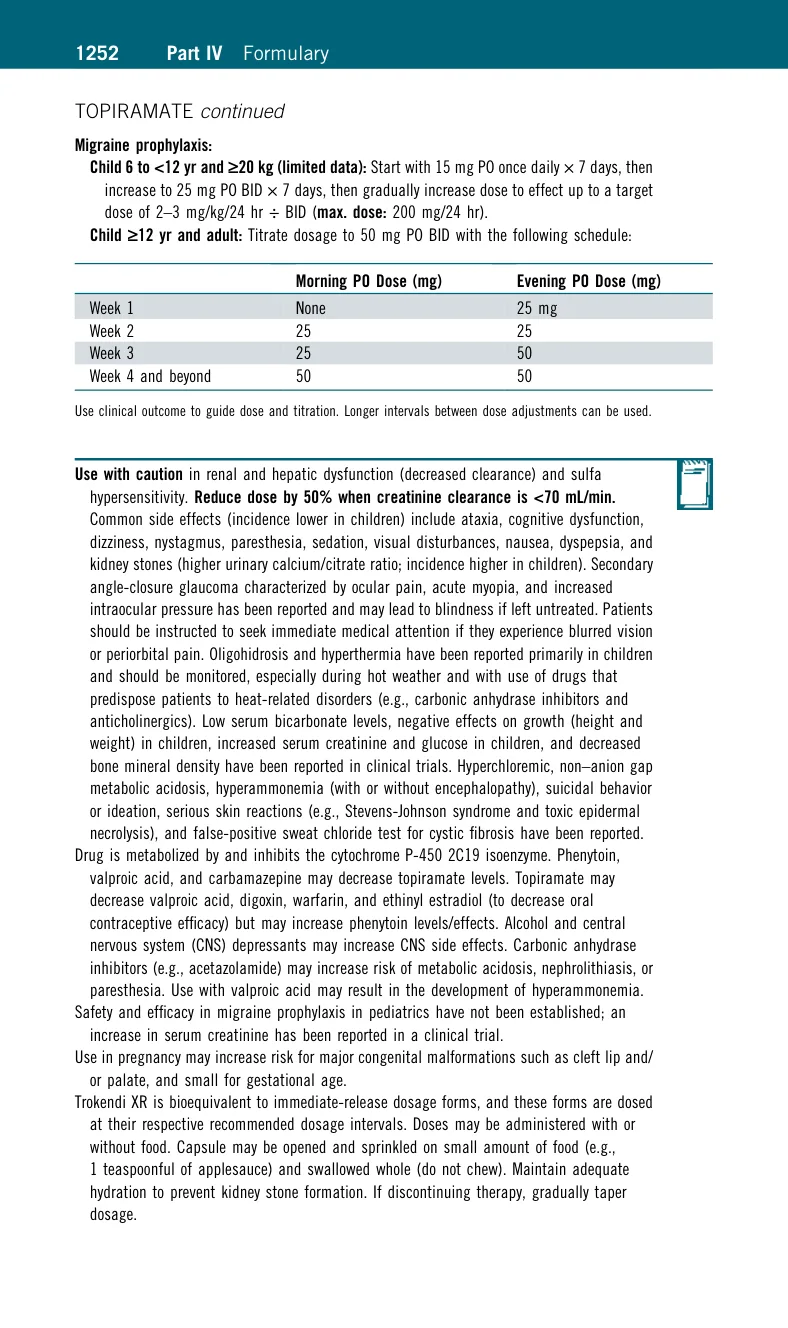 1252 Part IV Formulary
TOPIRAMATE continued
Migraine prophylaxis:
Child 6 to <12 yr and ≥20 kg (limited data): Start with 15 mg PO once daily × 7 days, then
increase to 25 mg PO BID × 7 days, then gradually increase dose to effect up to a target
dose of 2–3 mg/kg/24 hr ÷ BID (max. dose: 200 mg/24 hr).
Child ≥12 yr and adult: Titrate dosage to 50 mg PO BID with the following schedule:
Morning PO Dose (mg) Evening PO Dose (mg)
Week 1 None 25 mg
Week 2 25 25
Week 3 25 50
Week 4 and beyond 50 50
Use clinical outcome to guide dose and titration. Longer intervals between dose adjustments can be used.
Use with caution in renal and hepatic dysfunction (decreased clearance) and sulfa
hypersensitivity. Reduce dose by 50% when creatinine clearance is <70 mL/min.
Common side effects (incidence lower in children) include ataxia, cognitive dysfunction,
dizziness, nystagmus, paresthesia, sedation, visual disturbances, nausea, dyspepsia, and
kidney stones (higher urinary calcium/citrate ratio; incidence higher in children). Secondary
angle-closure glaucoma characterized by ocular pain, acute myopia, and increased
intraocular pressure has been reported and may lead to blindness if left untreated. Patients
should be instructed to seek immediate medical attention if they experience blurred vision
or periorbital pain. Oligohidrosis and hyperthermia have been reported primarily in children
and should be monitored, especially during hot weather and with use of drugs that
predispose patients to heat-related disorders (e.g., carbonic anhydrase inhibitors and
anticholinergics). Low serum bicarbonate levels, negative effects on growth (height and
weight) in children, increased serum creatinine and glucose in children, and decreased
bone mineral density have been reported in clinical trials. Hyperchloremic, non–anion gap
metabolic acidosis, hyperammonemia (with or without encephalopathy), suicidal behavior
or ideation, serious skin reactions (e.g., Stevens-Johnson syndrome and toxic epidermal
necrolysis), and false-positive sweat chloride test for cystic fibrosis have been reported.
Drug is metabolized by and inhibits the cytochrome P-450 2C19 isoenzyme. Phenytoin,
valproic acid, and carbamazepine may decrease topiramate levels. Topiramate may
decrease valproic acid, digoxin, warfarin, and ethinyl estradiol (to decrease oral
contraceptive efficacy) but may increase phenytoin levels/effects. Alcohol and central
nervous system (CNS) depressants may increase CNS side effects. Carbonic anhydrase
inhibitors (e.g., acetazolamide) may increase risk of metabolic acidosis, nephrolithiasis, or
paresthesia. Use with valproic acid may result in the development of hyperammonemia.
Safety and efficacy in migraine prophylaxis in pediatrics have not been established; an
increase in serum creatinine has been reported in a clinical trial.
Use in pregnancy may increase risk for major congenital malformations such as cleft lip and/
or palate, and small for gestational age.
Trokendi XR is bioequivalent to immediate-release dosage forms, and these forms are dosed
at their respective recommended dosage intervals. Doses may be administered with or
without food. Capsule may be opened and sprinkled on small amount of food (e.g.,
1 teaspoonful of applesauce) and swallowed whole (do not chew). Maintain adequate
hydration to prevent kidney stone formation. If discontinuing therapy, gradually taper
dosage.